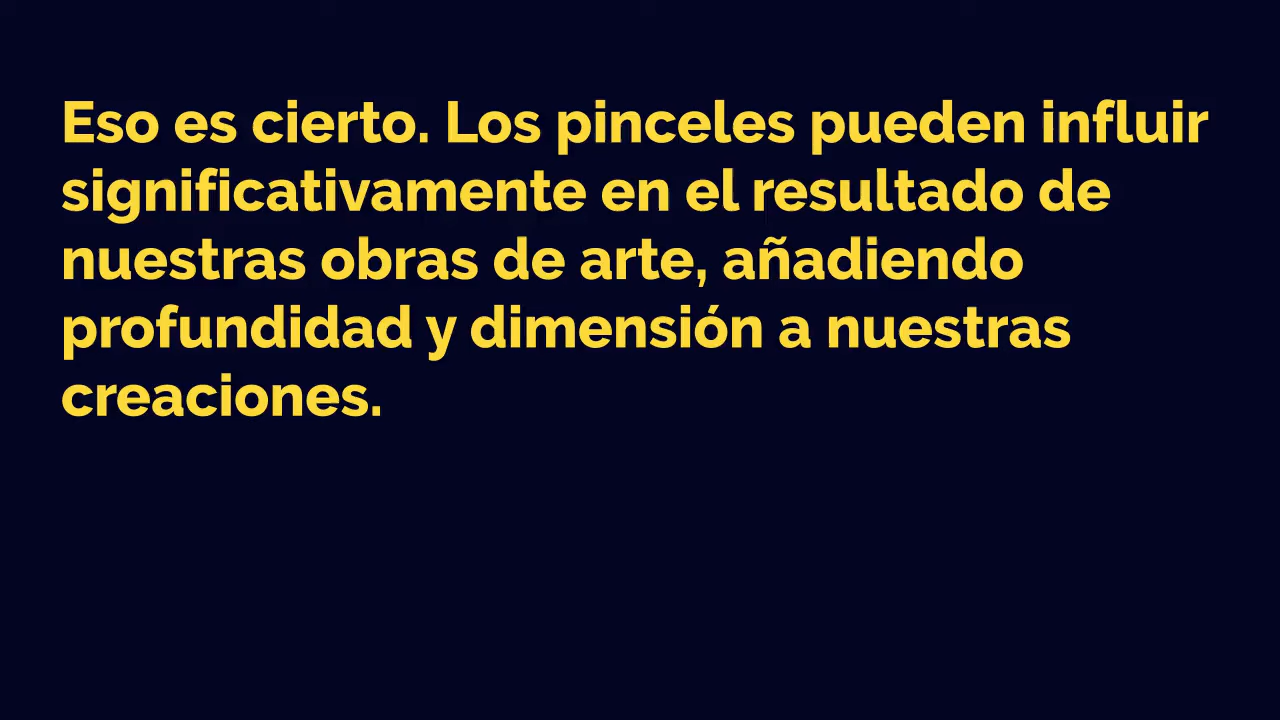 Eso es cierto. Los pinceles pueden influir
significativamente en el resultado de
nuestras obras de arte, añadiendo
profundidad y dimensión a nuestras
creaciones.